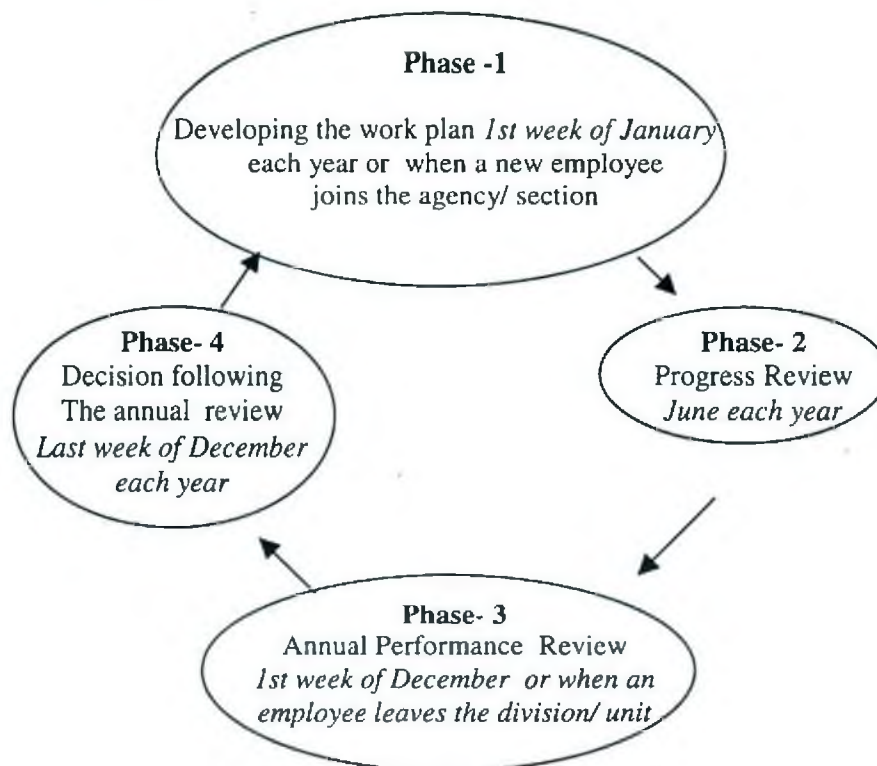 Phase -1
Developing the work plan 1st week of January
each year or when a new employee
joins the agency/ section
Phase- 2
Progress Review
June each year
Phase- 3
Annual Performance Review
1st week of December or when an
employee leaves the division/ unit
Phase- 4
Decision following
The annual review
Last week of December
each year